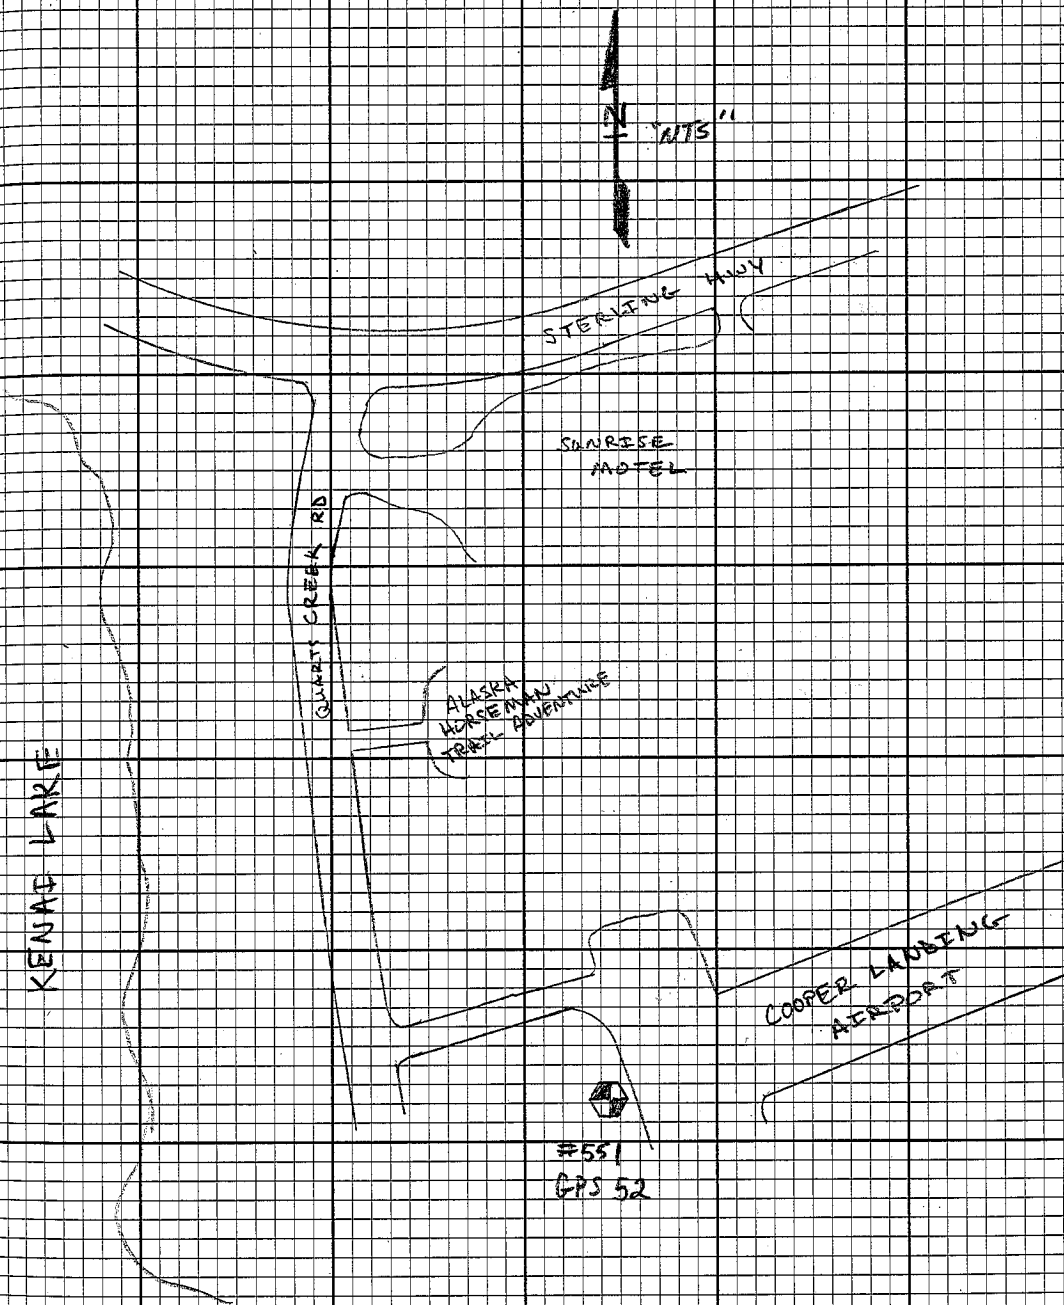 N
"NTS"
STERLING HWY
SUNRISE
MOTEL
QUARTS CREEK RD
ALASKA
HORSEMAN
TRAIL ADVENTURE
KENAI LAKE
COOPER LANDING
AIRPORT
#551
GPS 52